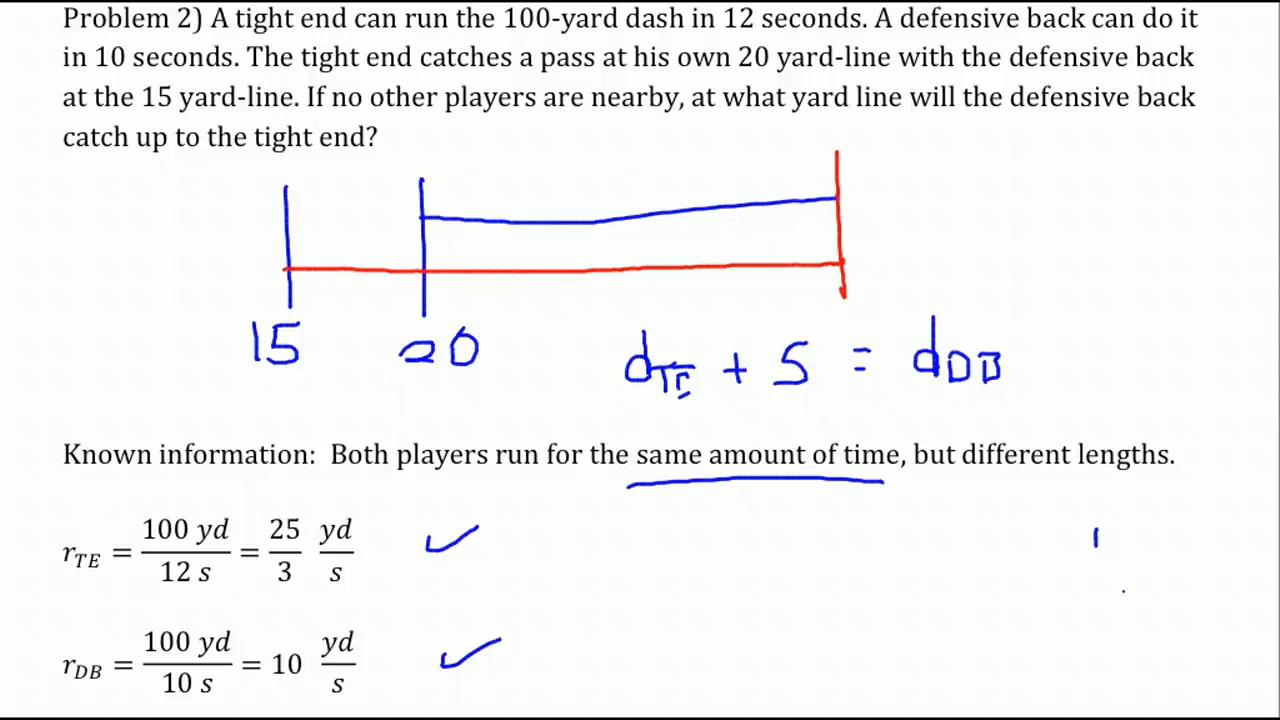 Problem 2) A tight end can run the 100-yard dash in 12 seconds. A defensive back can do it
in 10 seconds. The tight end catches a pass at his own 20 yard-line with the defensive back
at the 15 yard-line. If no other players are nearby, at what yard line will the defensive back
catch up to the tight end?
15 20 d_TE + 5 = d_DB
Known information: Both players run for the same amount of time, but different lengths.
r_TE = 100 yd / 12 s = 25/3 yd/s
r_DB = 100 yd / 10 s = 10 yd/s